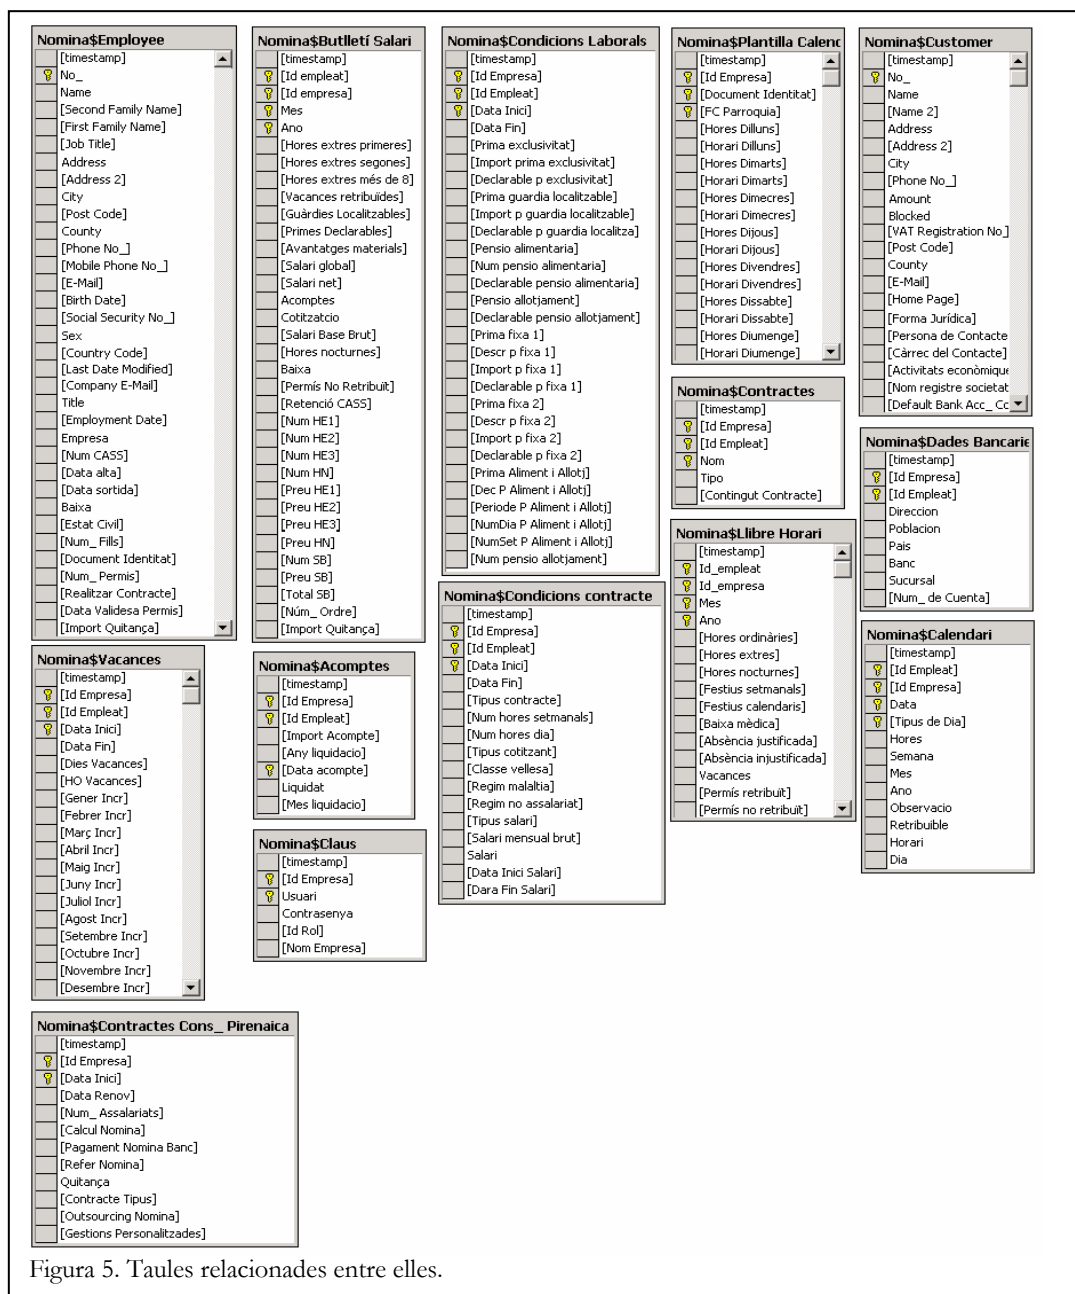 Nomina$Employee
[timestamp]
No_
Name
[Second Family Name]
[First Family Name]
[Job Title]
Address
[Address 2]
City
[Post Code]
County
[Phone No_]
[Mobile Phone No_]
[E-Mail]
[Birth Date]
[Social Security No_]
Sex
[Country Code]
[Last Date Modified]
[Company E-Mail]
Title
[Employment Date]
Empresa
[Num CASS]
[Data alta]
[Data sortida]
Baixa
[Estat Civil]
[Num_ Fills]
[Document Identitat]
[Num_ Permis]
[Realitzar Contracte]
[Data Validesa Permis]
[Import Quitança]
Nomina$Butlletí Salari
[timestamp]
[Id empleat]
[Id empresa]
Mes
Ano
[Hores extres primeres]
[Hores extres segones]
[Hores extres més de 8]
[Vacances retribuïdes]
[Guàrdies Localitzables]
[Primes Declarables]
[Avantatges materials]
[Salari global]
[Salari net]
Acomptes
Cotitzatcio
[Salari Base Brut]
[Hores nocturnes]
Baixa
[Permís No Retribuït]
[Retenció CASS]
[Num HE1]
[Num HE2]
[Num HE3]
[Num HN]
[Preu HE1]
[Preu HE2]
[Preu HE3]
[Preu HN]
[Num SB]
[Preu SB]
[Total SB]
[Núm_ Ordre]
[Import Quitança]
Nomina$Condicions Laborals
[timestamp]
[Id Empresa]
[Id Empleat]
[Data Inici]
[Data Fin]
[Prima exclusivitat]
[Import prima exclusivitat]
[Declarable p exclusivitat]
[Prima guardia localitzable]
[Import p guardia localitzable]
[Declarable p guardia localitza]
[Pensio alimentaria]
[Num pensio alimentaria]
[Declarable pensio alimentaria]
[Pensio allotjament]
[Declarable pensio allotjament]
[Prima fixa 1]
[Descr p fixa 1]
[Import p fixa 1]
[Declarable p fixa 1]
[Prima fixa 2]
[Descr p fixa 2]
[Import p fixa 2]
[Declarable p fixa 2]
[Prima Aliment i Allotj]
[Dec P Aliment i Allotj]
[Periode P Aliment i Allotj]
[NumDia P Aliment i Allotj]
[NumSet P Aliment i Allotj]
[Num pensio allotjament]
Nomina$Plantilla Calend
[timestamp]
[Id Empresa]
[Document Identitat]
[FC Parroquia]
[Hores Dilluns]
[Horari Dilluns]
[Hores Dimarts]
[Horari Dimarts]
[Hores Dimecres]
[Horari Dimecres]
[Hores Dijous]
[Horari Dijous]
[Hores Divendres]
[Horari Divendres]
[Hores Dissabte]
[Horari Dissabte]
[Hores Diumenge]
[Horari Diumenge]
Nomina$Customer
[timestamp]
No_
Name
[Name 2]
Address
[Address 2]
City
[Phone No_]
Amount
Blocked
[VAT Registration No_]
[Post Code]
County
[E-Mail]
[Home Page]
[Forma Jurídica]
[Persona de Contacte
[Càrrec del Contacte]
[Activitats econòmique
[Nom registre societat
[Default Bank Acc_ Cc
Nomina$Contractes
[timestamp]
[Id Empresa]
[Id Empleat]
Nom
Tipo
[Contingut Contracte]
Nomina$Dades Bancarie
[timestamp]
[Id Empresa]
[Id Empleat]
Direccion
Poblacion
Pais
Banc
Sucursal
[Num_ de Cuenta]
Nomina$Llibre Horari
[timestamp]
Id_empleat
Id_empresa
Mes
Ano
[Hores ordinàries]
[Hores extres]
[Hores nocturnes]
[Festius setmanals]
[Festius calendaris]
[Baixa mèdica]
[Absència justificada]
[Absència injustificada]
Vacances
[Permís retribuït]
[Permís no retribuït]
Nomina$Condicions contracte
[timestamp]
[Id Empresa]
[Id Empleat]
[Data Inici]
[Data Fin]
[Tipus contracte]
[Num hores setmanals]
[Num hores dia]
[Tipus cotitzant]
[Classe vellesa]
[Regim malaltia]
[Regim no assalariat]
[Tipus salari]
[Salari mensual brut]
Salari
[Data Inici Salari]
[Dara Fin Salari]
Nomina$Calendari
[timestamp]
[Id Empleat]
[Id Empresa]
Data
[Tipus de Dia]
Hores
Semana
Mes
Ano
Observacio
Retribuible
Horari
Dia
Nomina$Vacances
[timestamp]
[Id Empresa]
[Id Empleat]
[Data Inici]
[Data Fin]
[Dies Vacances]
[HO Vacances]
[Gener Incr]
[Febrer Incr]
[Març Incr]
[Abril Incr]
[Maig Incr]
[Juny Incr]
[Juliol Incr]
[Agost Incr]
[Setembre Incr]
[Octubre Incr]
[Novembre Incr]
[Desembre Incr]
Nomina$Acomptes
[timestamp]
[Id Empresa]
[Id Empleat]
[Import Acompte]
[Any liquidacio]
[Data acompte]
Liquidat
[Mes liquidacio]
Nomina$Claus
[timestamp]
[Id Empresa]
Usuari
Contrasenya
[Id Rol]
[Nom Empresa]
Nomina$Contractes Cons_ Pirenaica
[timestamp]
[Id Empresa]
[Data Inici]
[Data Renov]
[Num_ Assalariats]
[Calcul Nomina]
[Pagament Nomina Banc]
[Refer Nomina]
Quitança
[Contracte Tipus]
[Outsourcing Nomina]
[Gestions Personalitzades]
Figura 5. Taules relacionades entre elles.